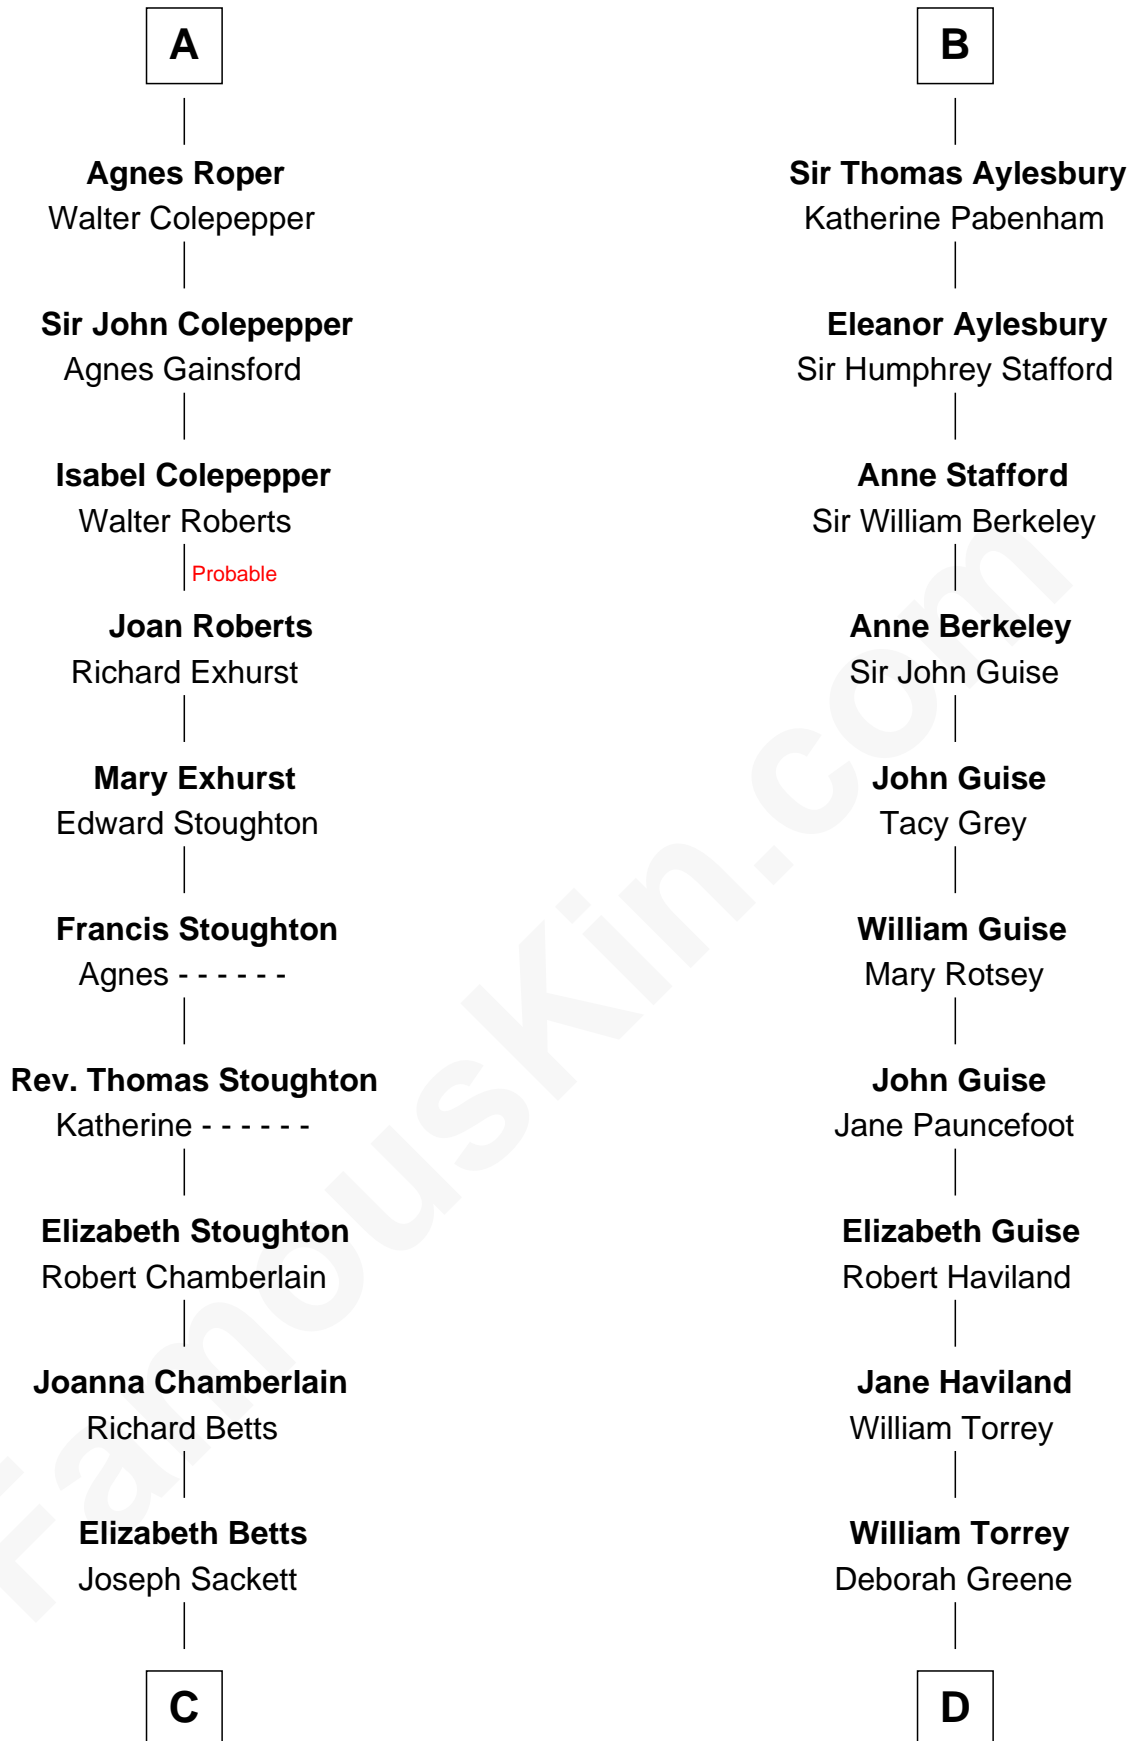 A
Agnes Roper
Walter Colepepper
Sir John Colepepper
Agnes Gainsford
Isabel Colepepper
Walter Roberts
Probable
Joan Roberts
Richard Exhurst
Mary Exhurst
Edward Stoughton
Francis Stoughton
Agnes - - - - - -
Rev. Thomas Stoughton
Katherine - - - - - -
Elizabeth Stoughton
Robert Chamberlain
Joanna Chamberlain
Richard Betts
Elizabeth Betts
Joseph Sackett
C
B
Sir Thomas Aylesbury
Katherine Pabenham
Eleanor Aylesbury
Sir Humphrey Stafford
Anne Stafford
Sir William Berkeley
Anne Berkeley
Sir John Guise
John Guise
Tacy Grey
William Guise
Mary Rotsey
John Guise
Jane Pauncefoot
Elizabeth Guise
Robert Haviland
Jane Haviland
William Torrey
William Torrey
Deborah Greene
D
FamousKin.com